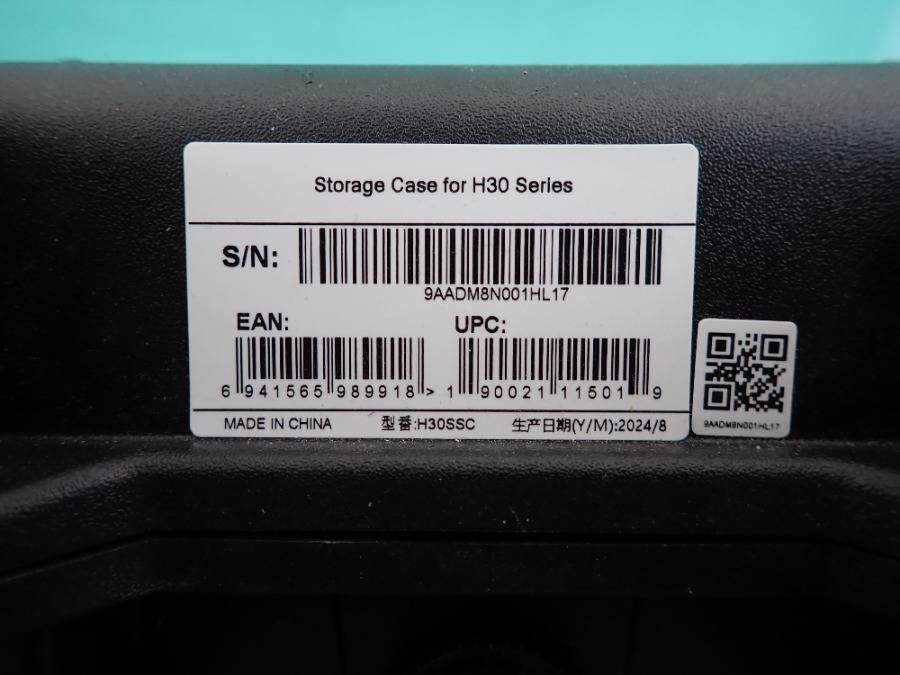 Storage Case for H30 Series
S/N:
9AADM8N001HL17
EAN: UPC:
6 941565 989918 > 1 90021 11501 9
MADE IN CHINA 型番:H30SSC 生产日期(Y/M):2024/8
9AADM8N001HL17